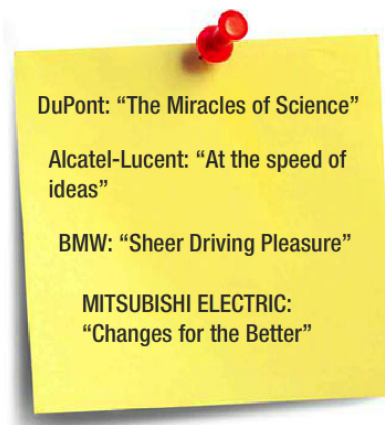 DuPont: “The Miracles of Science”
Alcatel-Lucent: “At the speed of
ideas”
BMW: “Sheer Driving Pleasure”
MITSUBISHI ELECTRIC:
“Changes for the Better”